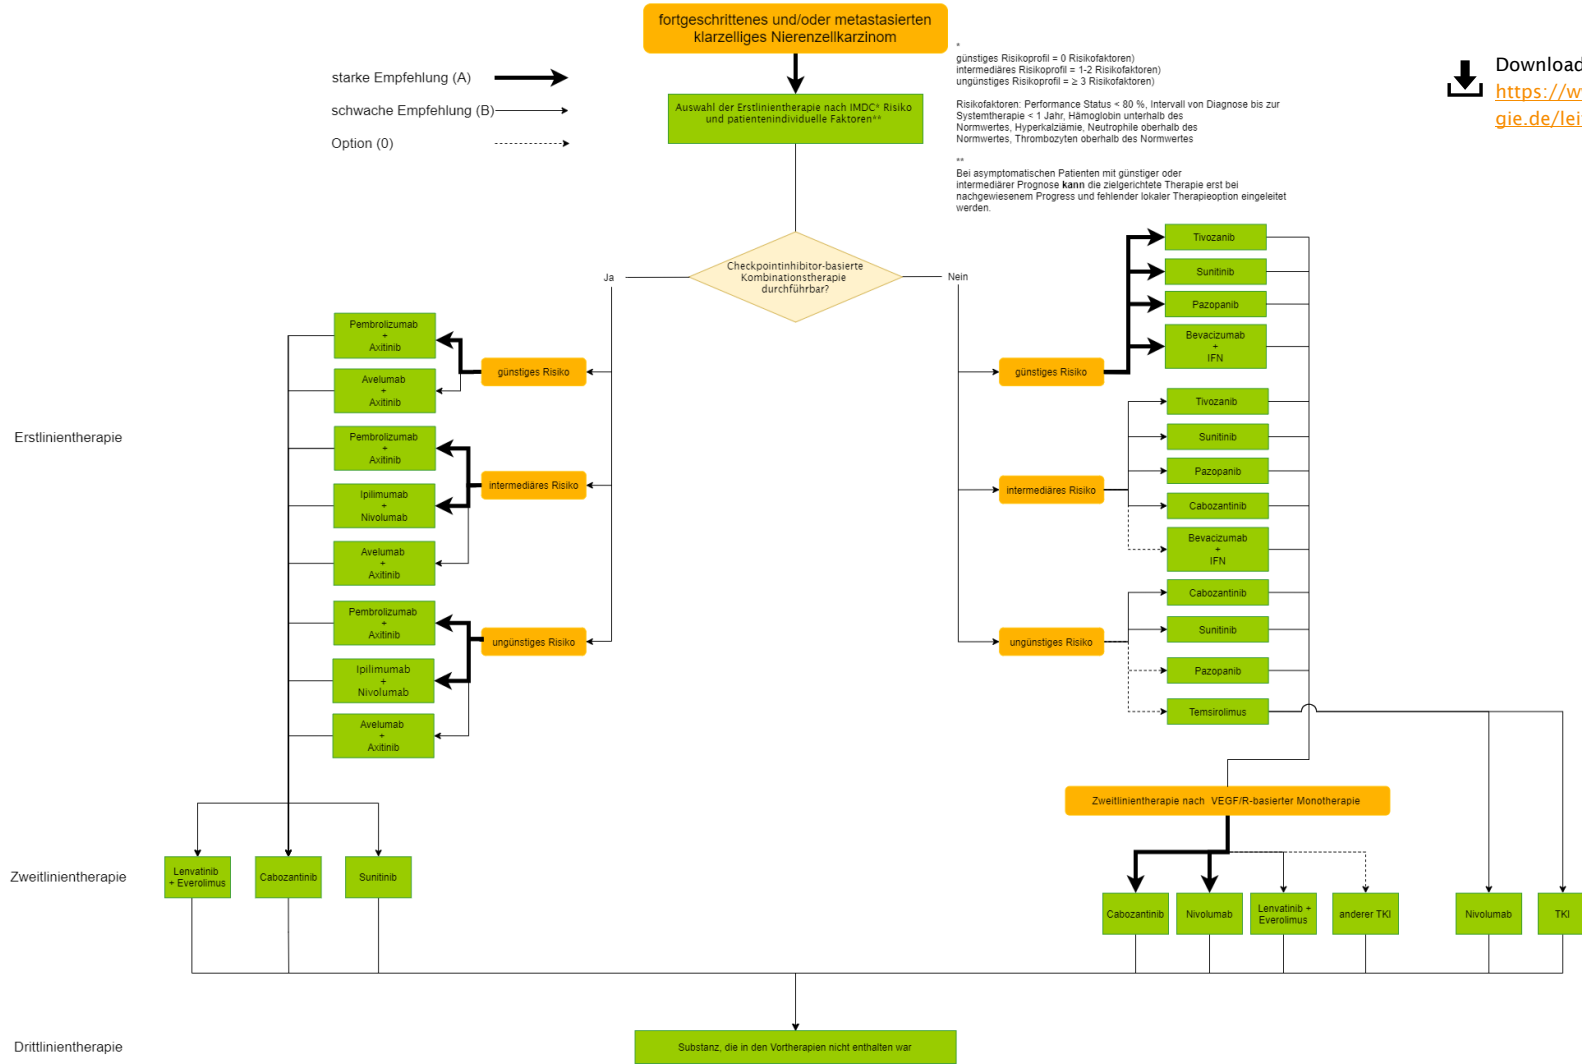 fortgeschrittenes und/oder metastasierten
klarzelliges Nierenzellkarzinom
starke Empfehlung (A)
schwache Empfehlung (B)
Option (0)
Auswahl der Erstlinientherapie nach IMDC* Risiko
und patientenindividuelle Faktoren**
*
günstiges Risikoprofil = 0 Risikofaktoren)
intermediäres Risikoprofil = 1-2 Risikofaktoren)
ungünstiges Risikoprofil = ≥ 3 Risikofaktoren)
Risikofaktoren: Performance Status < 80 %, Intervall von Diagnose bis zur
Systemtherapie < 1 Jahr, Hämoglobin unterhalb des
Normwertes, Hyperkalziämie, Neutrophile oberhalb des
Normwertes, Thrombozyten oberhalb des Normwertes
**
Bei asymptomatischen Patienten mit günstiger oder
intermediärer Prognose kann die zielgerichtete Therapie erst bei
nachgewiesenem Progress und fehlender lokaler Therapieoption eingeleitet
werden.
Download
https://w
gie.de/lei
Checkpointinhibitor-basierte
Kombinationstherapie
durchführbar?
Ja
Nein
Erstlinientherapie
Pembrolizumab
+
Axitinib
Avelumab
+
Axitinib
günstiges Risiko
Pembrolizumab
+
Axitinib
Ipilimumab
+
Nivolumab
Avelumab
+
Axitinib
intermediäres Risiko
Pembrolizumab
+
Axitinib
Ipilimumab
+
Nivolumab
Avelumab
+
Axitinib
ungünstiges Risiko
günstiges Risiko
Tivozanib
Sunitinib
Pazopanib
Bevacizumab
+
IFN
intermediäres Risiko
Tivozanib
Sunitinib
Pazopanib
Cabozantinib
Bevacizumab
+
IFN
ungünstiges Risiko
Cabozantinib
Sunitinib
Pazopanib
Temsirolimus
Zweitlinientherapie nach VEGF/R-basierter Monotherapie
Zweitlinientherapie
Lenvatinib
+ Everolimus
Cabozantinib
Sunitinib
Cabozantinib
Nivolumab
Lenvatinib +
Everolimus
anderer TKI
Nivolumab
TKI
Drittlinientherapie
Substanz, die in den Vortherapien nicht enthalten war